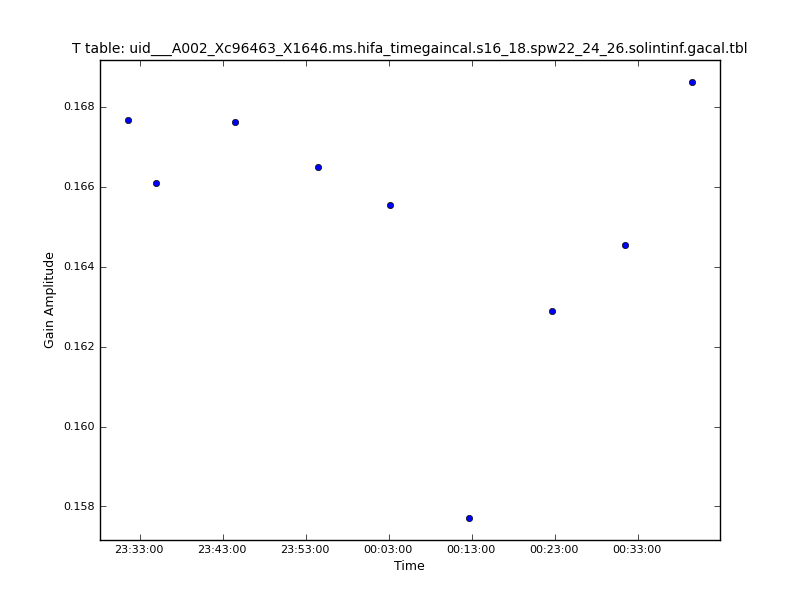 T table: uid___A002_Xc96463_X1646.ms.hifa_timegaincal.s16_18.spw22_24_26.solintinf.gacal.tbl
0.168
0.166
0.164
Gain Amplitude
0.162
0.160
0.158
23:33:00 23:43:00 23:53:00 00:03:00 00:13:00 00:23:00 00:33:00
Time